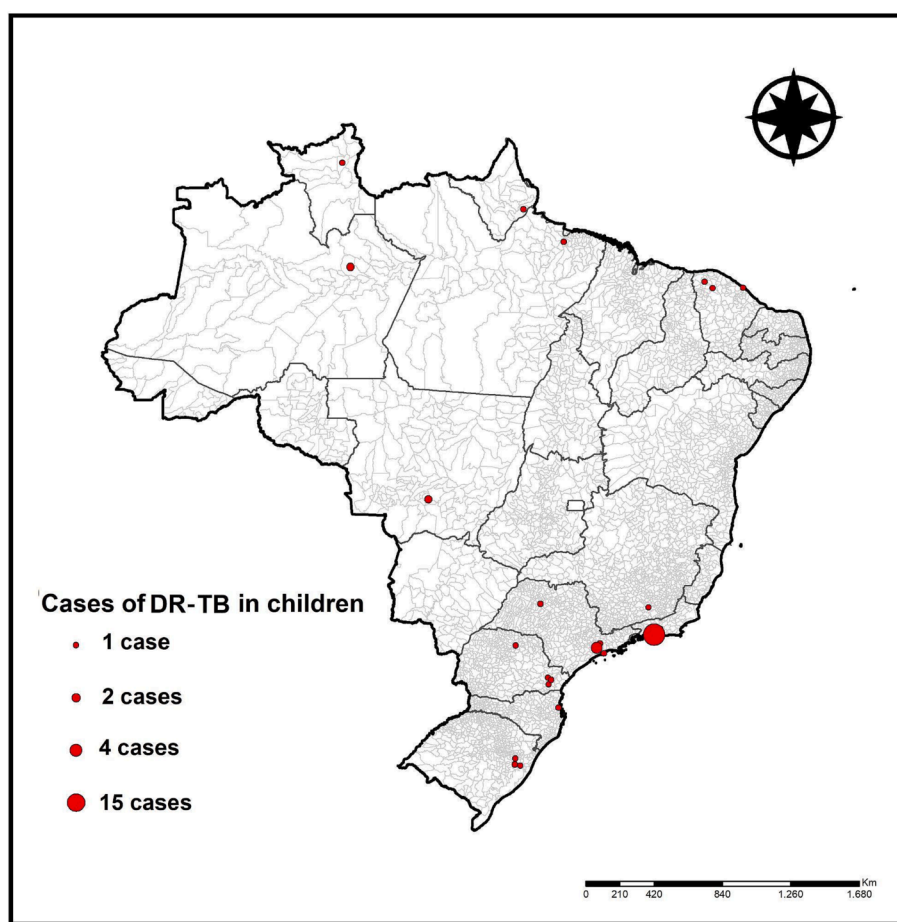 Cases of DR-TB in children
1 case
2 cases
4 cases
15 cases
Km
0 210 420 840 1.260 1.680